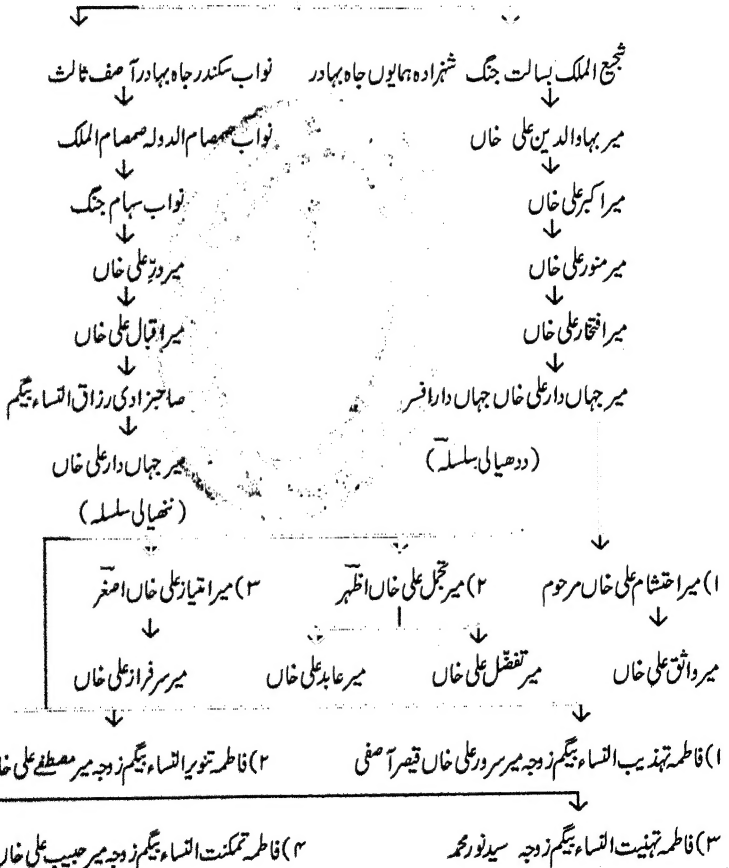 شجیع الملک بسالت جنگ شہزادہ ہمایوں جاہ بہادر نواب سکندر جاہ بہادر آصف ثالث
میر بہاوالدین علی خاں نواب صمصام الدولہ صمصام الملک
میر اکبر علی خاں نواب سہام جنگ
میر منور علی خاں میر درّ علی خاں
میر افتخار علی خاں میر اقبال علی خاں
میر جہاں دار علی خاں جہاں دار افسر صاحبزادی رزاق النساء بیگم
(ددھیالی سلسلہ) میر جہاں دار علی خاں
(ننھیالی سلسلہ)
۱) میر احتشام علی خاں مرحوم ۲) میر تجمل علی خاں اظہر ۳) میر امتیاز علی خاں اصغر
میر واثق علی خاں میر تفضّل علی خاں میر عابد علی خاں میر سرفراز علی خاں
۱) فاطمہ تہذیب النساء بیگم زوجہ میر سرور علی خاں قیصر آصفی ۲) فاطمہ تنویر النساء بیگم زوجہ میر مصطفےٰ علی خا
۳) فاطمہ تہنیت النساء بیگم زوجہ سید نور محمد ۴) فاطمہ تمکنت النساء بیگم زوجہ میر حبیب علی خاں